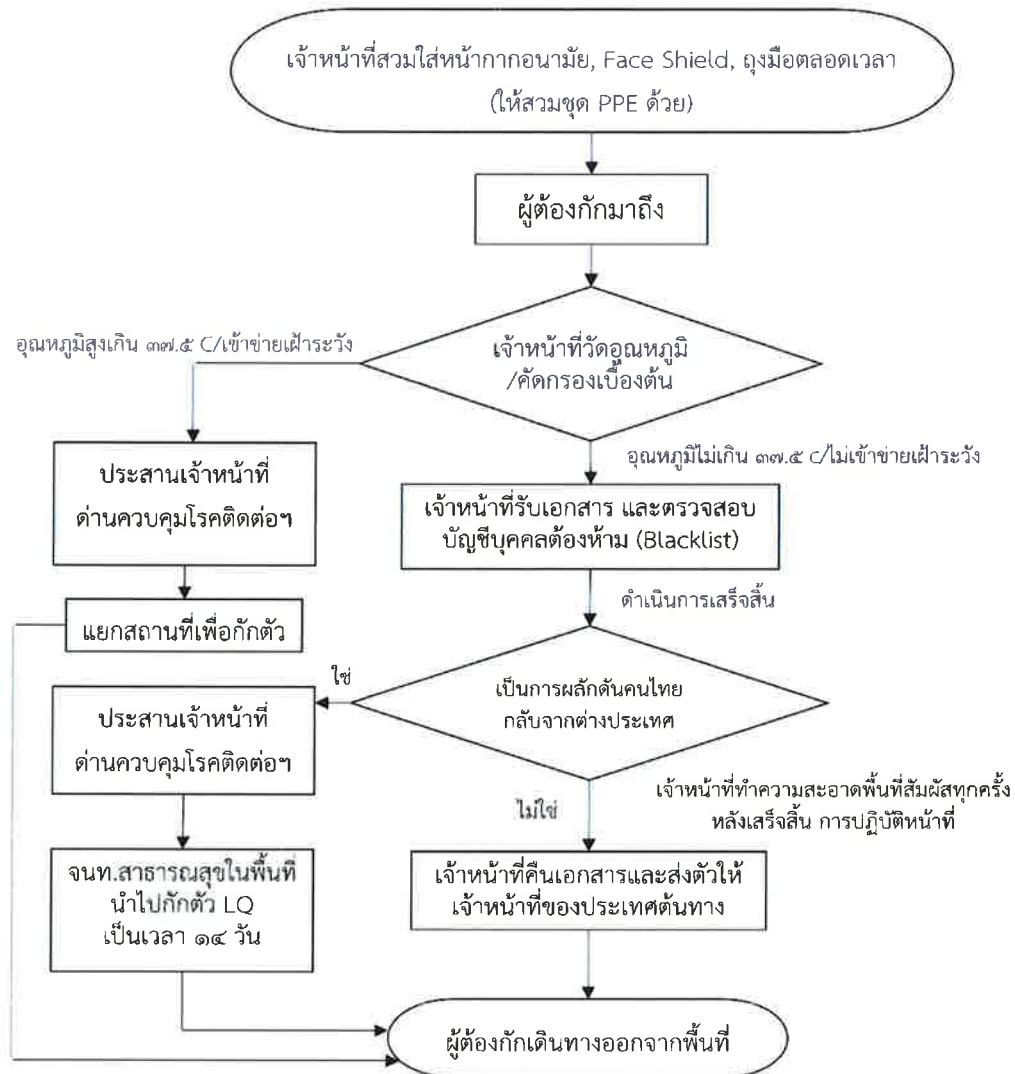 เจ้าหน้าที่สวมใส่หน้ากากอนามัย, Face Shield, ถุงมือตลอดเวลา
(ให้สวมชุด PPE ด้วย)
ผู้ต้องกักมาถึง
อุณหภูมิสูงเกิน ๓๗.๕ C/เข้าข่ายเฝ้าระวัง
เจ้าหน้าที่วัดอุณหภูมิ
/คัดกรองเบื้องต้น
อุณหภูมิไม่เกิน ๓๗.๕ C/ไม่เข้าข่ายเฝ้าระวัง
ประสานเจ้าหน้าที่
ด่านควบคุมโรคติดต่อฯ
เจ้าหน้าที่รับเอกสาร และตรวจสอบ
บัญชีบุคคลต้องห้าม (Blacklist)
ดำเนินการเสร็จสิ้น
แยกสถานที่เพื่อกักตัว
ใช่
เป็นการผลักดันคนไทย
กลับจากต่างประเทศ
ประสานเจ้าหน้าที่
ด่านควบคุมโรคติดต่อฯ
ไม่ใช่
เจ้าหน้าที่ทำความสะอาดพื้นที่สัมผัสทุกครั้ง
หลังเสร็จสิ้น การปฏิบัติหน้าที่
จนท.สาธารณสุขในพื้นที่
นำไปกักตัว LQ
เป็นเวลา ๑๔ วัน
เจ้าหน้าที่คืนเอกสารและส่งตัวให้
เจ้าหน้าที่ของประเทศต้นทาง
ผู้ต้องกักเดินทางออกจากพื้นที่